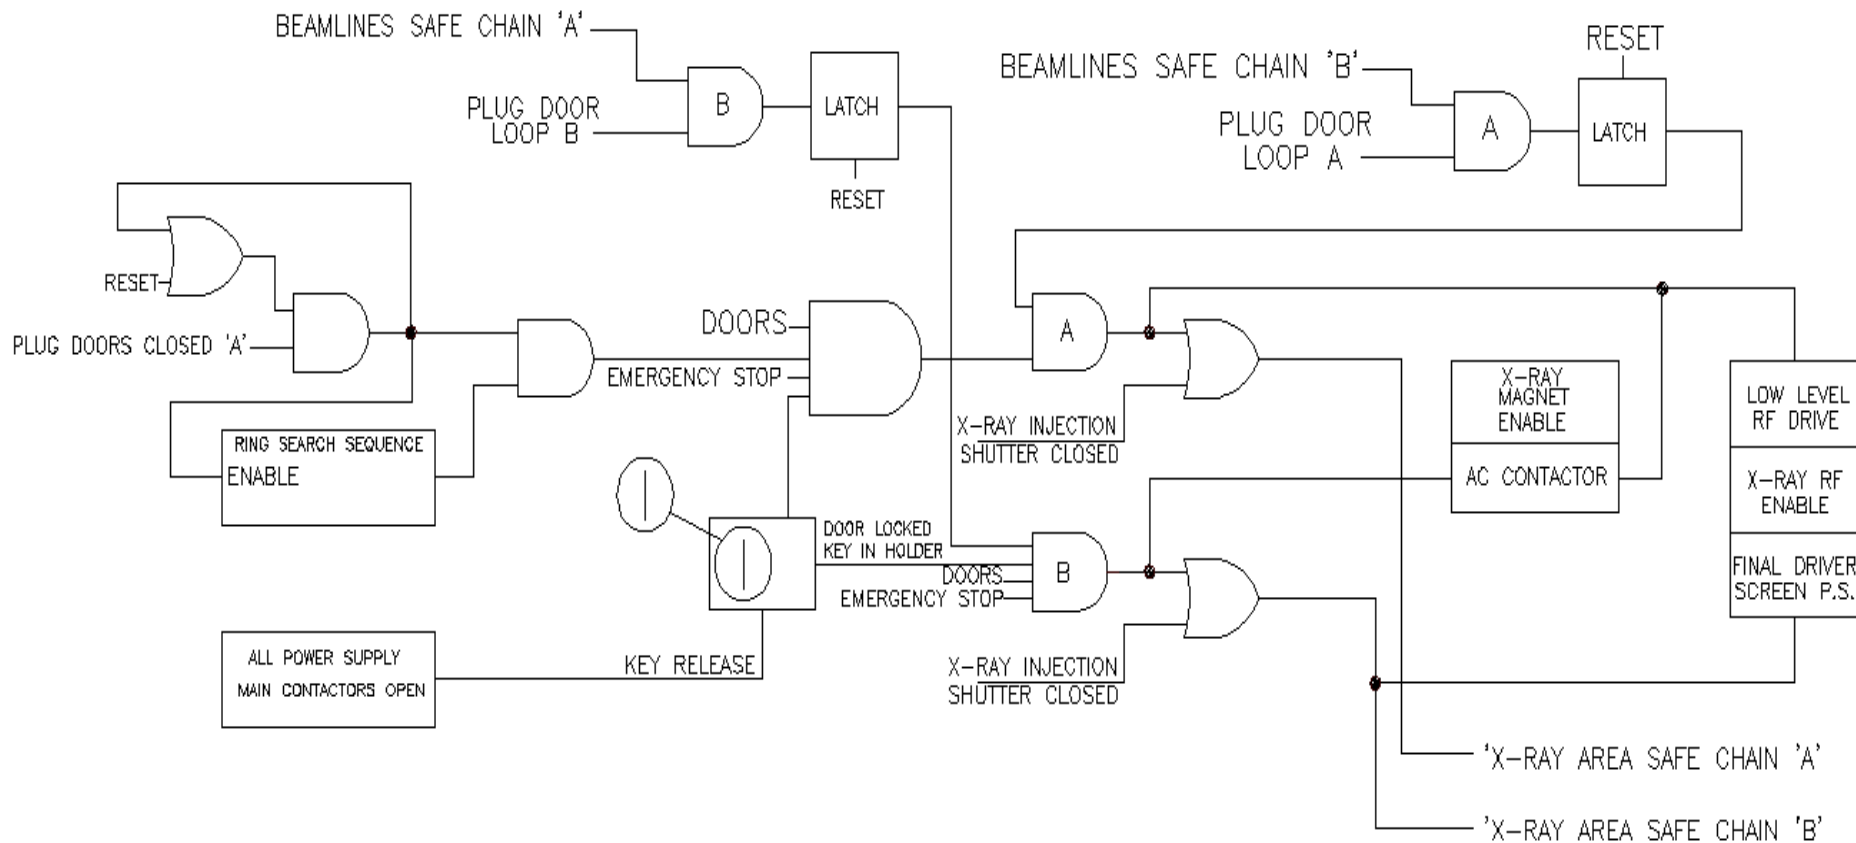 BEAMLINES SAFE CHAIN 'A'
PLUG DOOR
LOOP B
B
LATCH
RESET
BEAMLINES SAFE CHAIN 'B'
PLUG DOOR
LOOP A
A
RESET
LATCH
RESET
PLUG DOORS CLOSED 'A'
RING SEARCH SEQUENCE
ENABLE
DOORS
EMERGENCY STOP
A
X-RAY INJECTION
SHUTTER CLOSED
X-RAY
MAGNET
ENABLE
AC CONTACTOR
LOW LEVEL
RF DRIVE
X-RAY RF
ENABLE
FINAL DRIVER
SCREEN P.S.
DOOR LOCKED
KEY IN HOLDER
DOORS
EMERGENCY STOP
B
ALL POWER SUPPLY
MAIN CONTACTORS OPEN
KEY RELEASE
X-RAY INJECTION
SHUTTER CLOSED
'X-RAY AREA SAFE CHAIN 'A'
'X-RAY AREA SAFE CHAIN 'B'